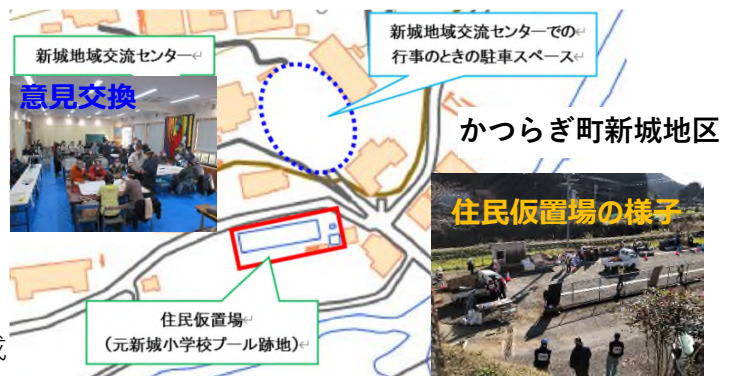 新城地域交流センター
新城地域交流センターでの
行事のときの駐車スペース
意見交換
かつらぎ町新城地区
住民仮置場の様子
住民仮置場
(元新城小学校プール跡地)